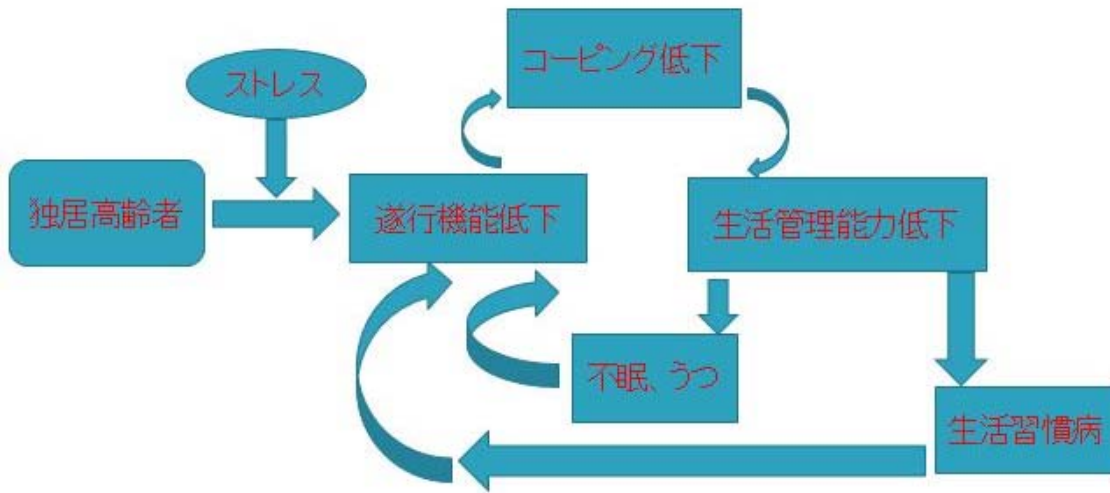 コーピング低下
ストレス
独居高齢者
遂行機能低下
生活管理能力低下
不眠、うつ
生活習慣病